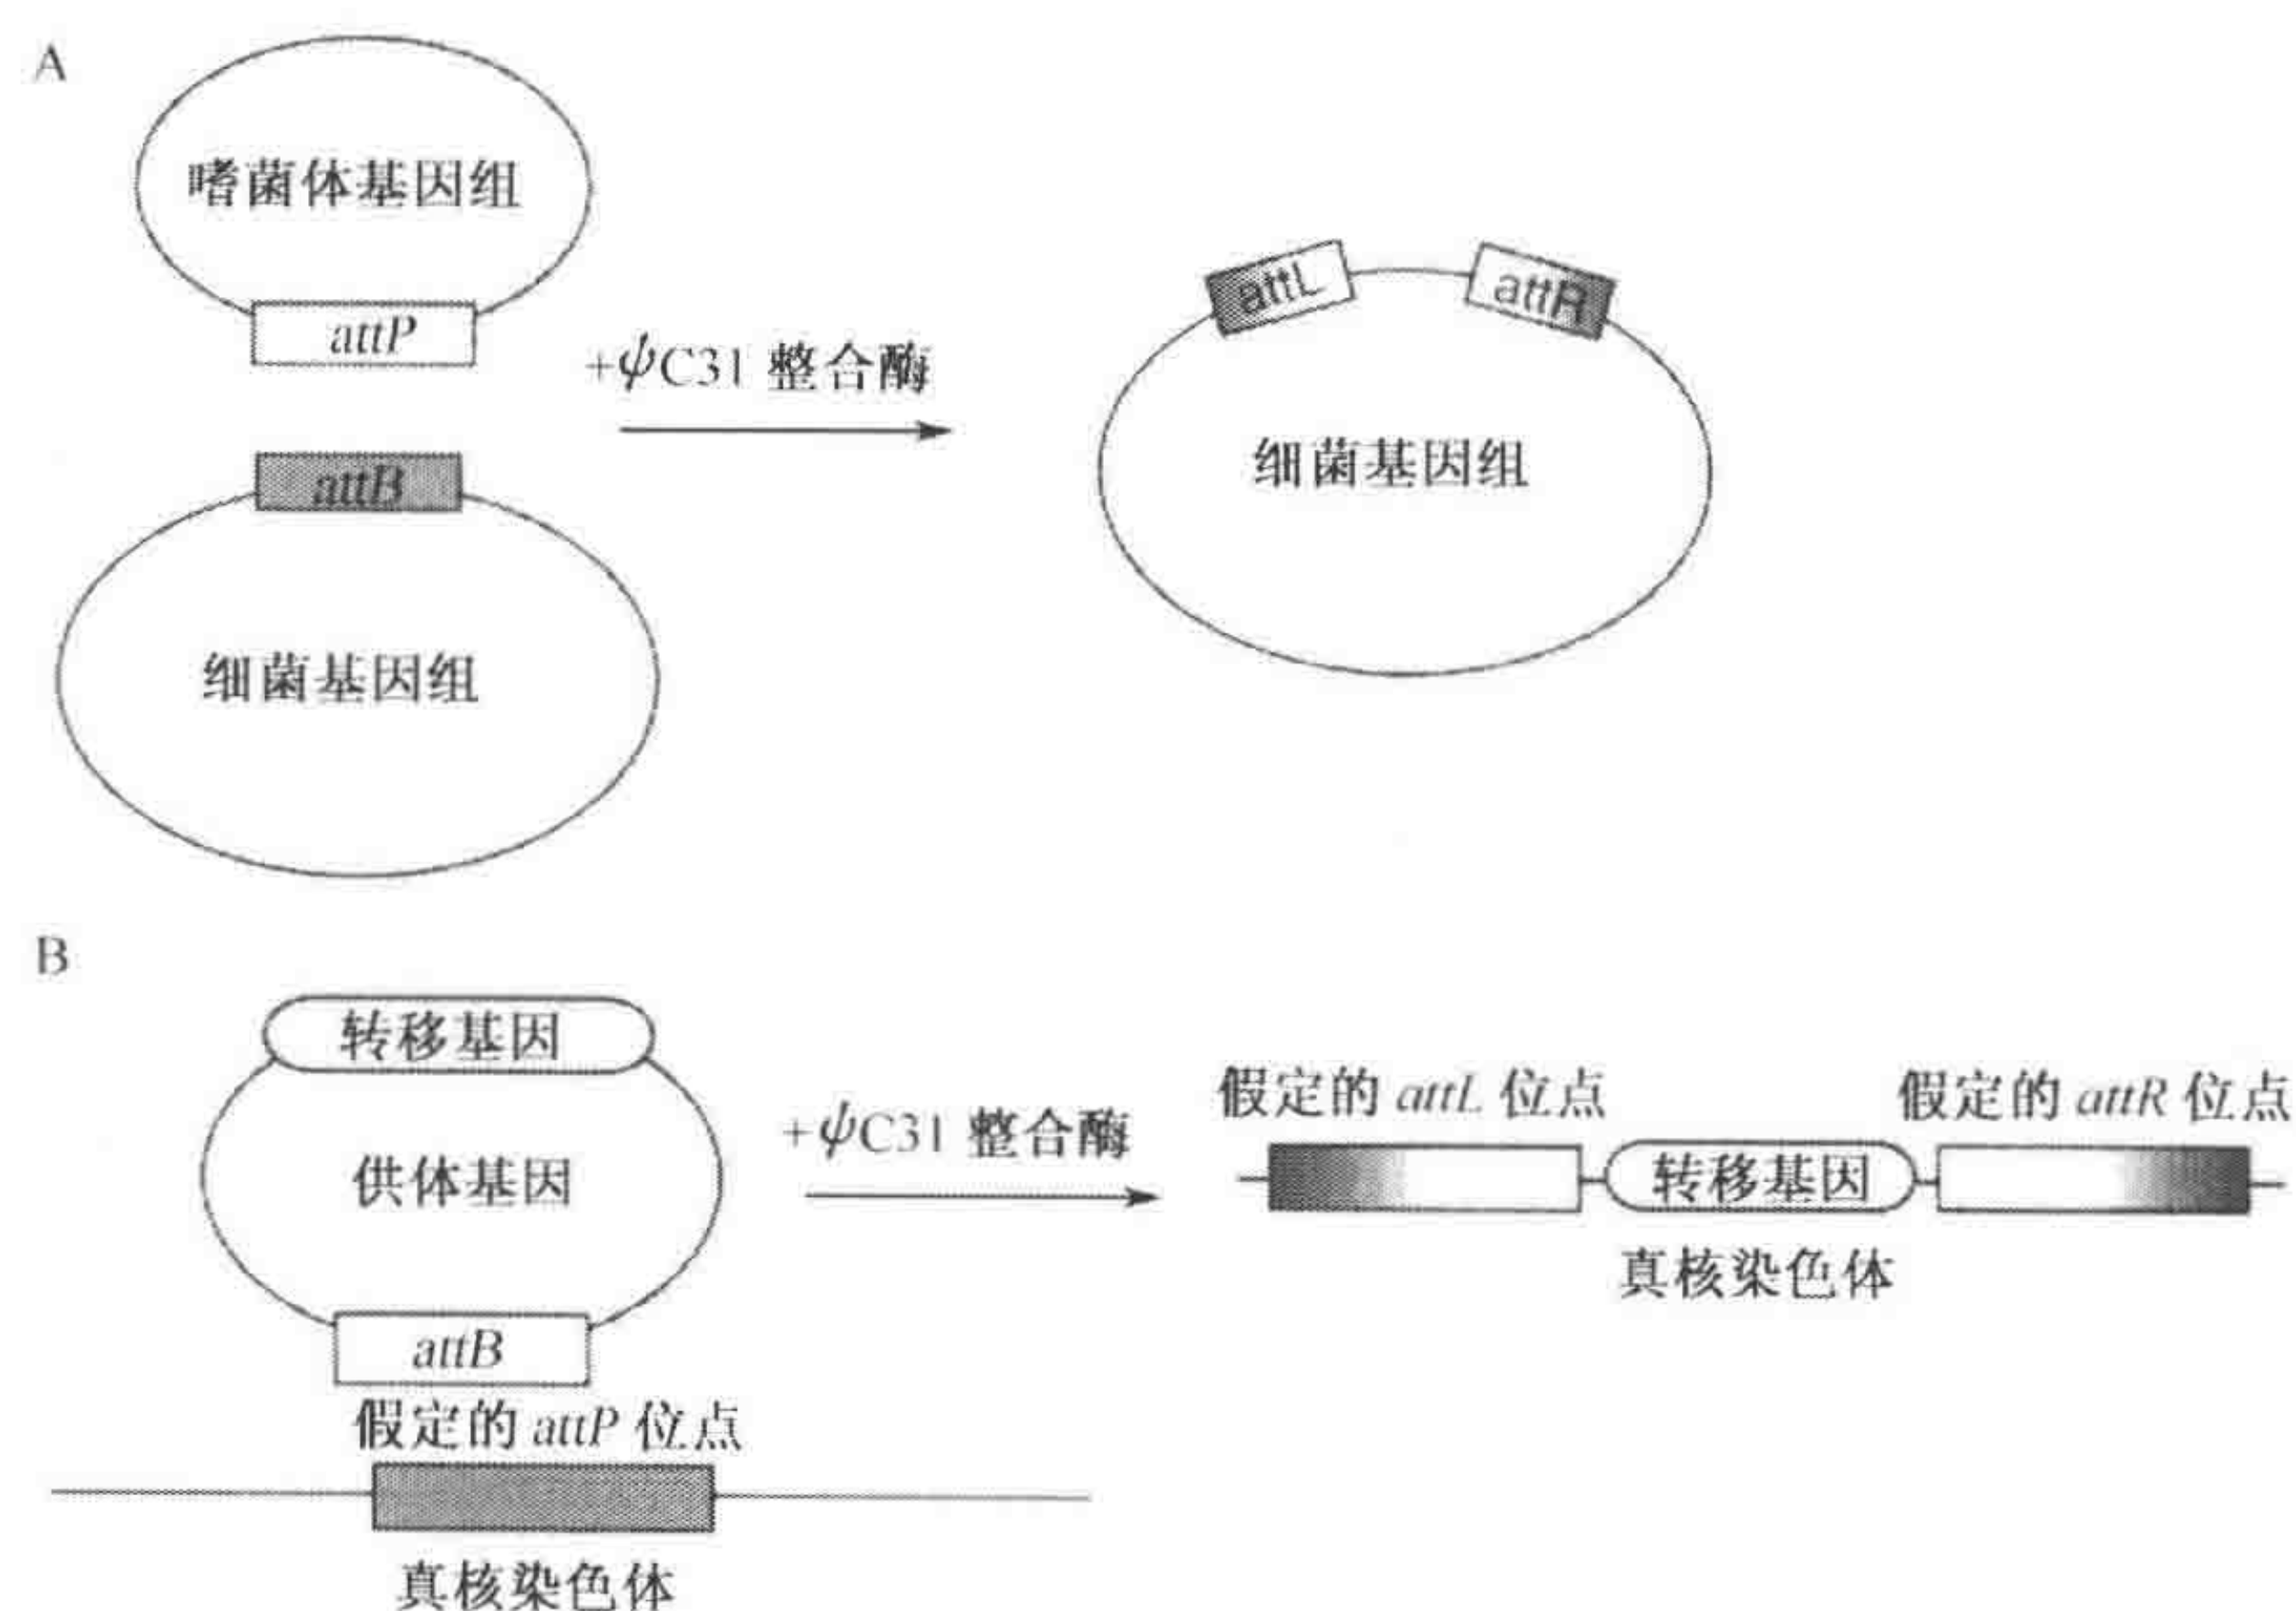 A
嗜菌体基因组
attP
+ψC31 整合酶
attB
细菌基因组
attL
attR
细菌基因组
B
转移基因
供体基因
attB
假定的 attP 位点
真核染色体
+ψC31 整合酶
假定的 attL 位点
假定的 attR 位点
转移基因
真核染色体